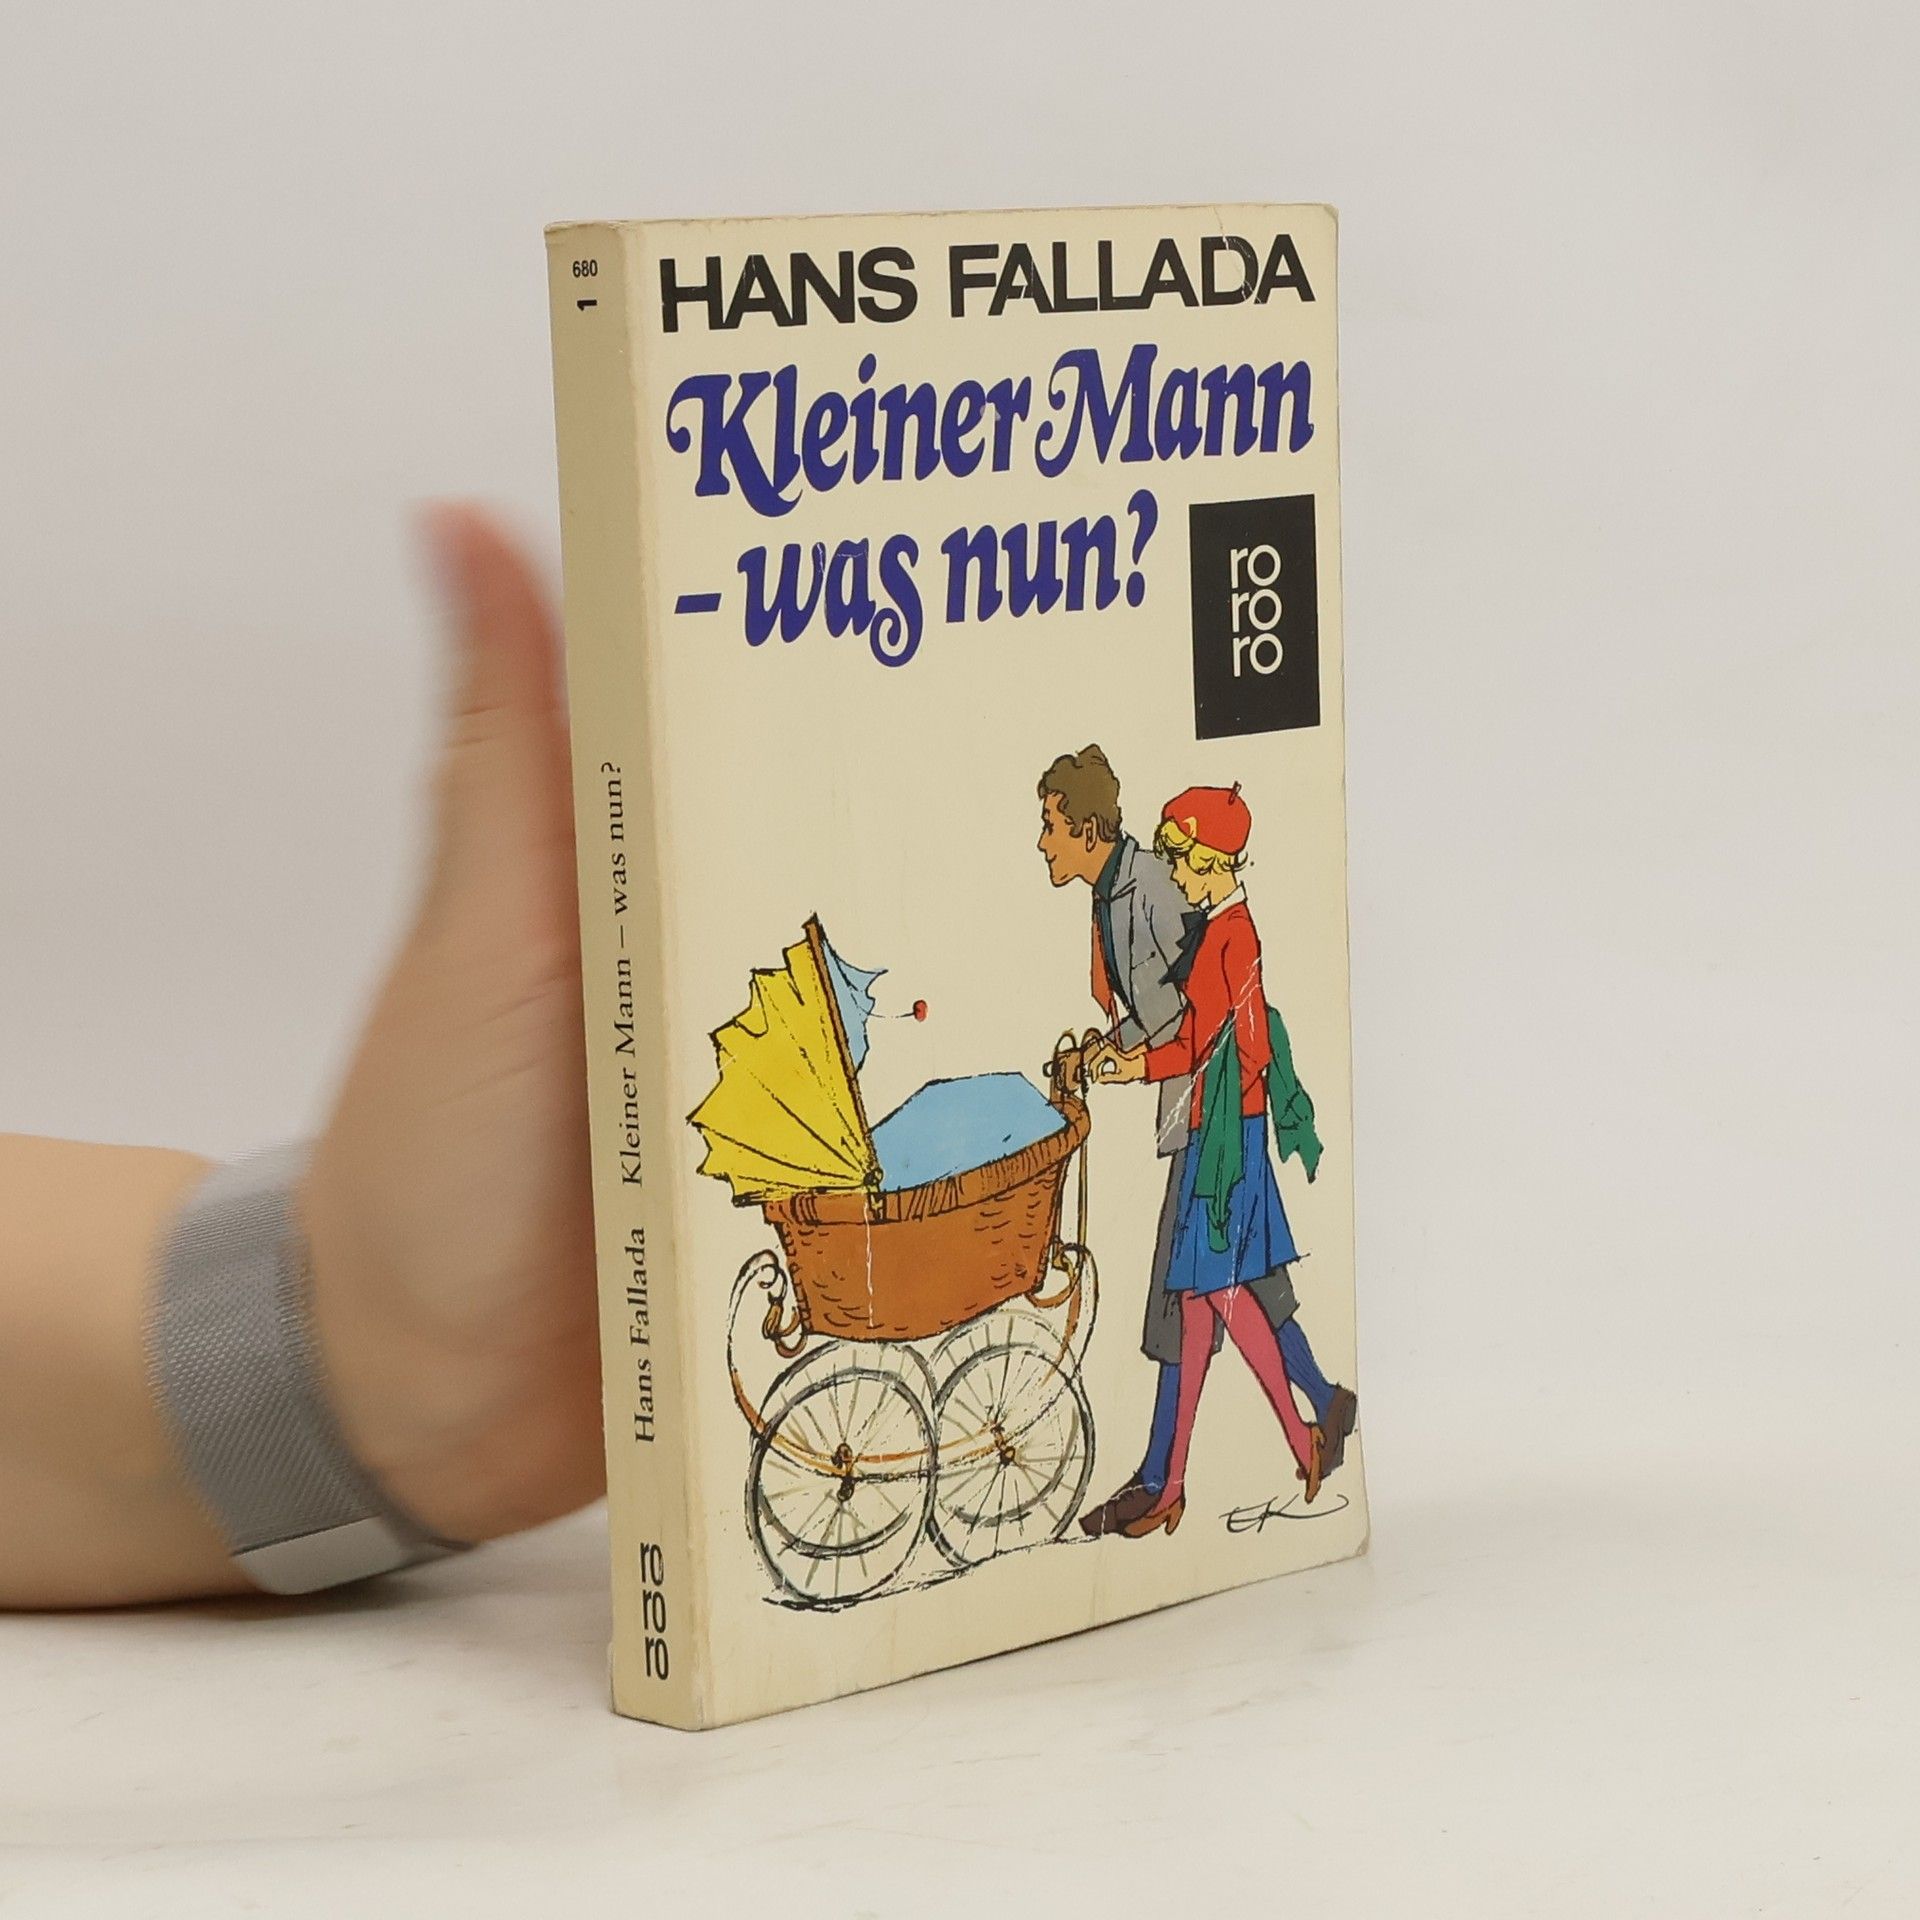 680
1
HANS FALLADA
Kleiner Mann
– was nun?
ro
ro
ro
Hans Fallada Kleiner Mann – was nun?
ro
ro
ro
EK